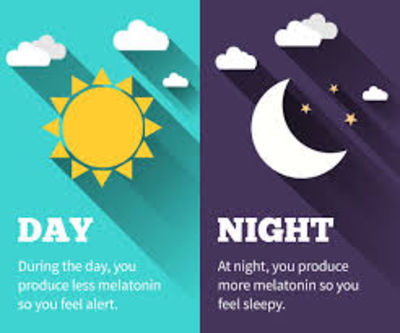 DAY
During the day, you
produce less melatonin
so you feel alert.
NIGHT
At night, you produce
more melatonin so you
feel sleepy.